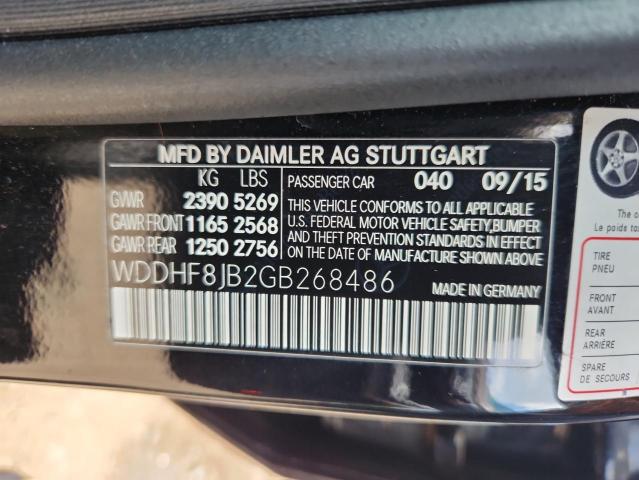 MFD BY DAIMLER AG STUTTGART
KG LBS
GVWR 2390 5269
GAWR FRONT 1165 2568
GAWR REAR 1250 2756
PASSENGER CAR 040 09/15
THIS VEHICLE CONFORMS TO ALL APPLICABLE
U.S. FEDERAL MOTOR VEHICLE SAFETY, BUMPER
AND THEFT PREVENTION STANDARDS IN EFFECT
ON THE DATE OF MANUFACTURE SHOWN ABOVE
WDDHF8JB2GB268486 MADE IN GERMANY
The
Le poids
TIRE
PNEU
FRONT
AVANT
REAR
ARRIÈRE
SPARE
DE SECOURS